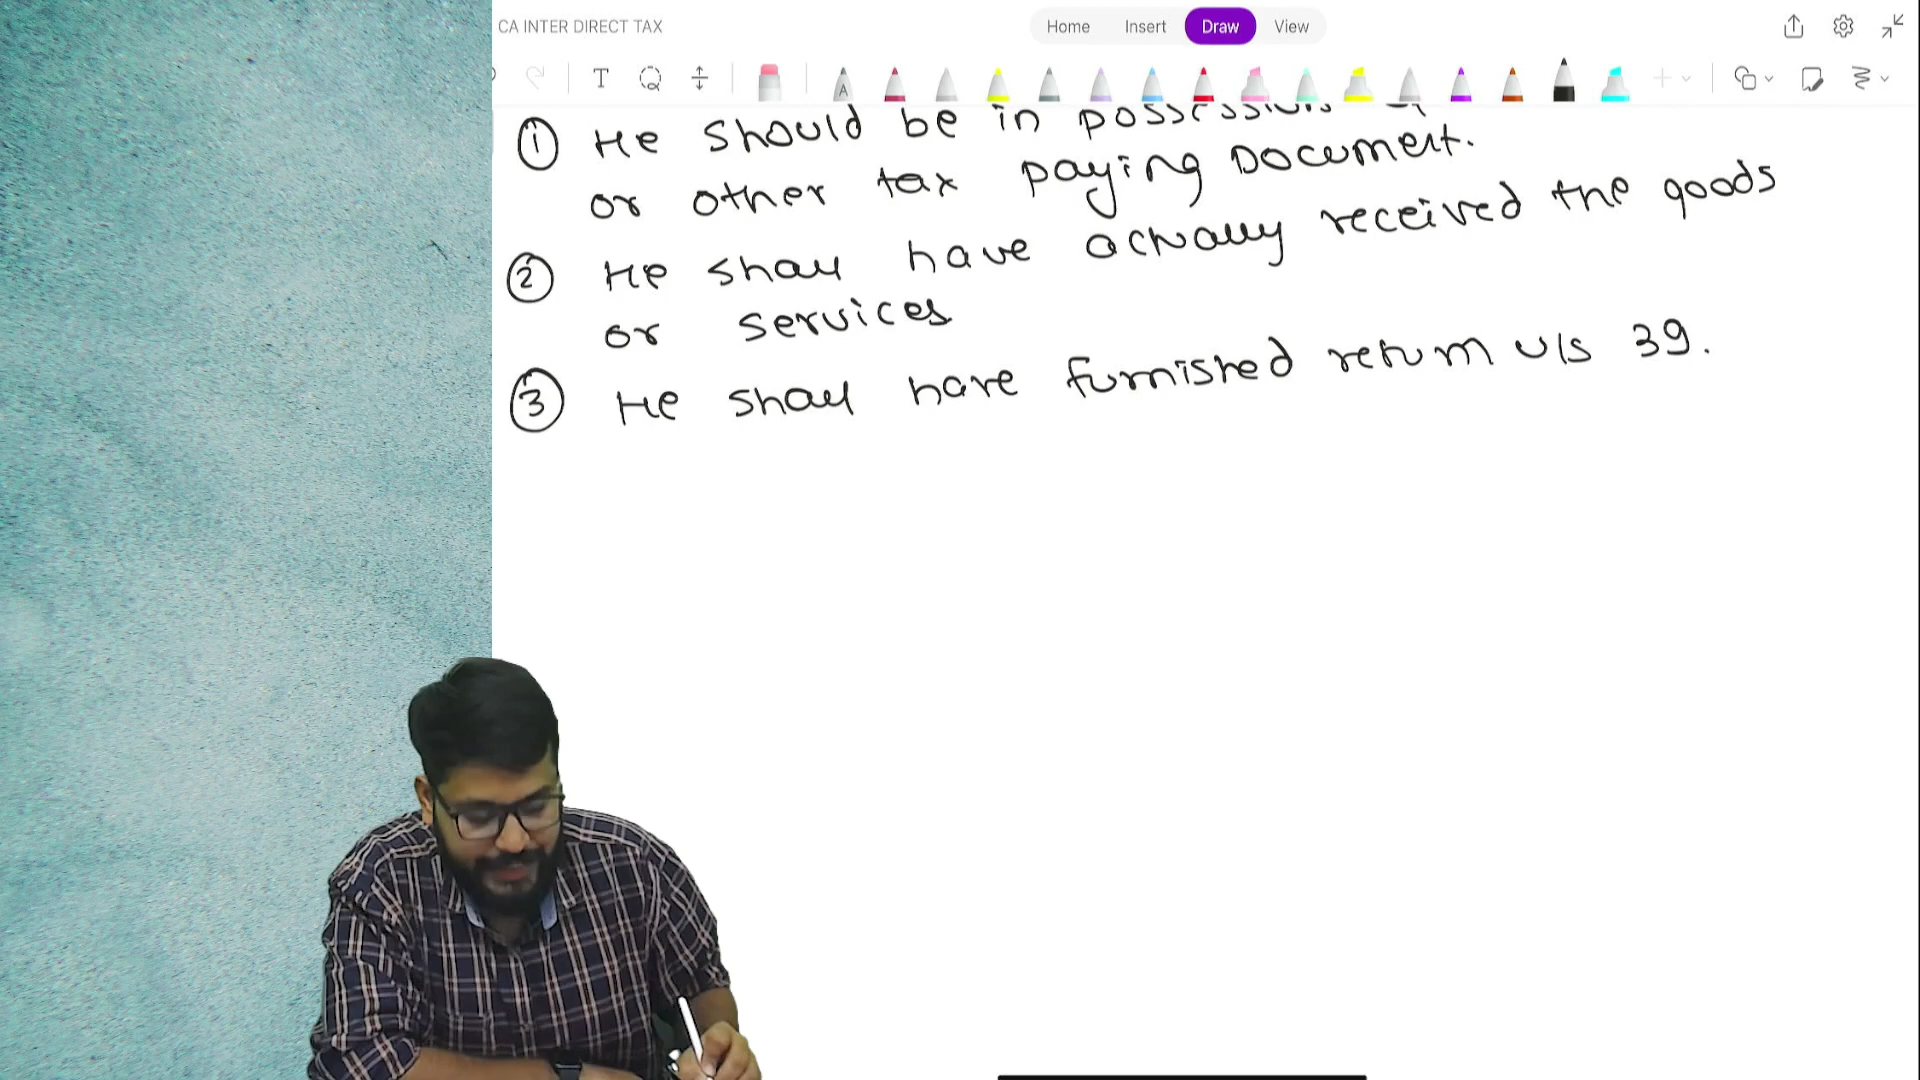 CA INTER DIRECT TAX
Home Insert Draw View
T
A
① He should be in possession of
or other tax paying Document.
② He shall have actually received the goods
or services
③ He shall have furnished return u/s 39.